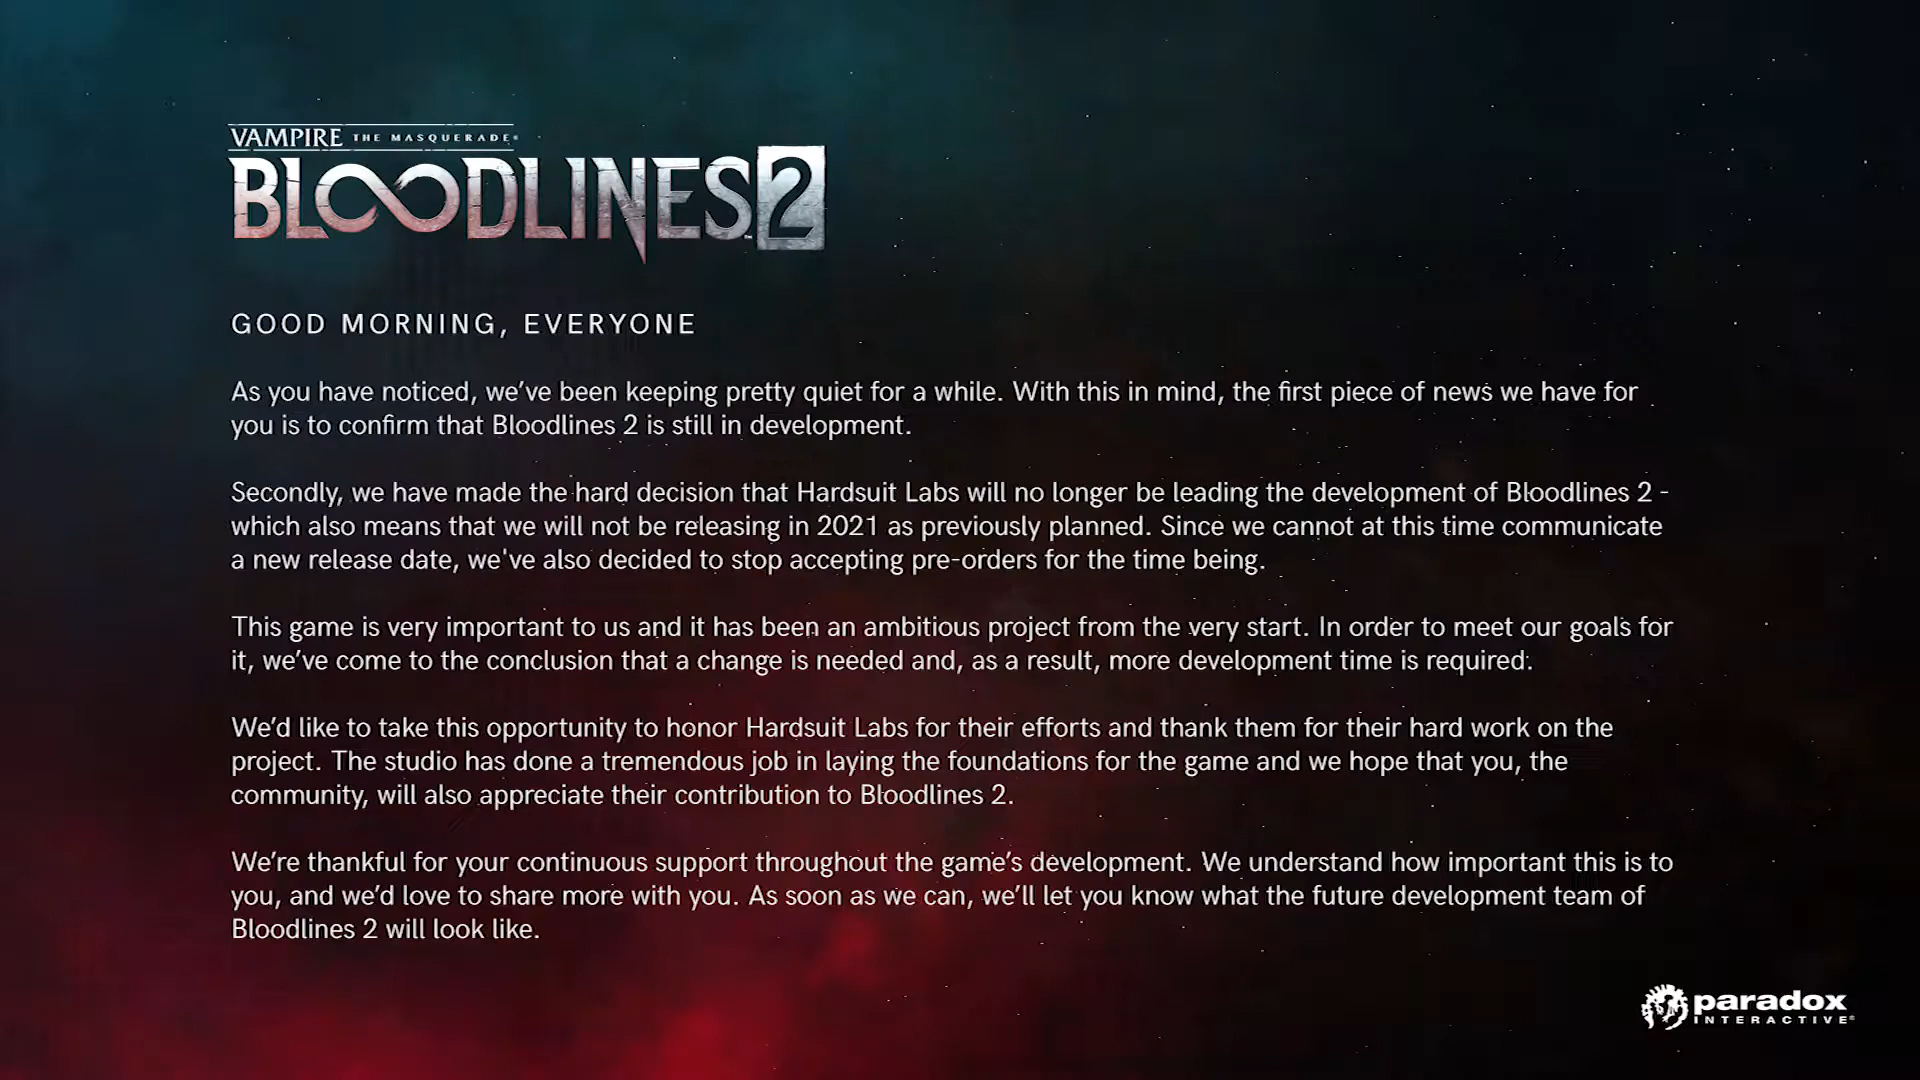 VAMPIRE THE MASQUERADE®
BLOODLINES 2
GOOD MORNING, EVERYONE
As you have noticed, we’ve been keeping pretty quiet for a while. With this in mind, the first piece of news we have for
you is to confirm that Bloodlines 2 is still in development.
Secondly, we have made the hard decision that Hardsuit Labs will no longer be leading the development of Bloodlines 2 -
which also means that we will not be releasing in 2021 as previously planned. Since we cannot at this time communicate
a new release date, we've also decided to stop accepting pre-orders for the time being.
This game is very important to us and it has been an ambitious project from the very start. In order to meet our goals for
it, we’ve come to the conclusion that a change is needed and, as a result, more development time is required.
We’d like to take this opportunity to honor Hardsuit Labs for their efforts and thank them for their hard work on the
project. The studio has done a tremendous job in laying the foundations for the game and we hope that you, the
community, will also appreciate their contribution to Bloodlines 2.
We’re thankful for your continuous support throughout the game’s development. We understand how important this is to
you, and we’d love to share more with you. As soon as we can, we’ll let you know what the future development team of
Bloodlines 2 will look like.
paradox
INTERACTIVE®